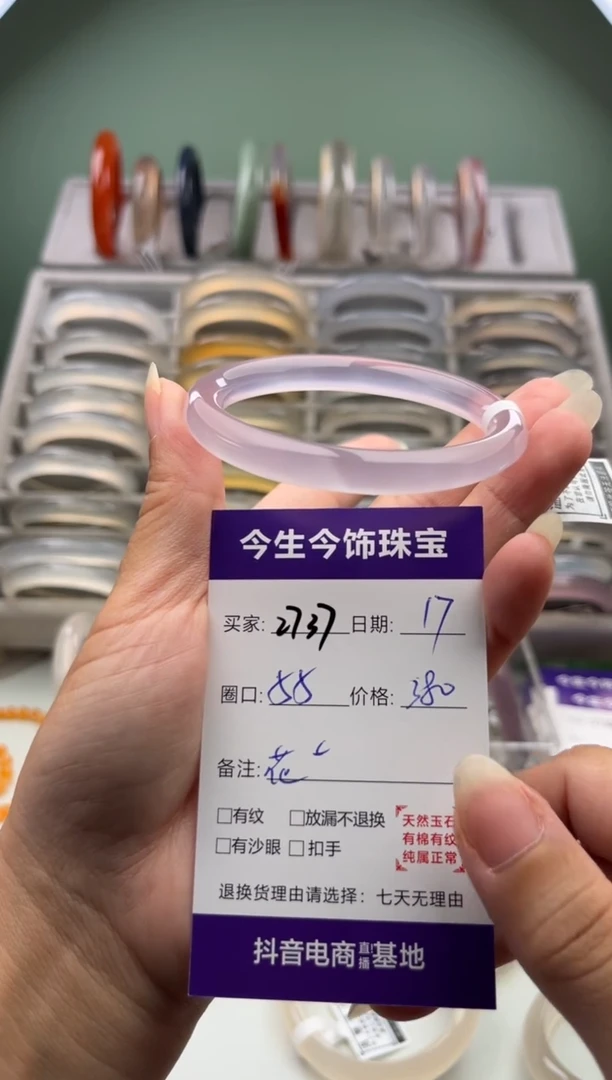 今生今饰珠宝
买家: 2737 日期: 17
圈口: 55 价格: 380
备注: 花
□有纹 □放漏不退换
□有沙眼 □扣手
天然玉石
有棉有纹
纯属正常
退换货理由请选择：七天无理由
抖音电商直播基地